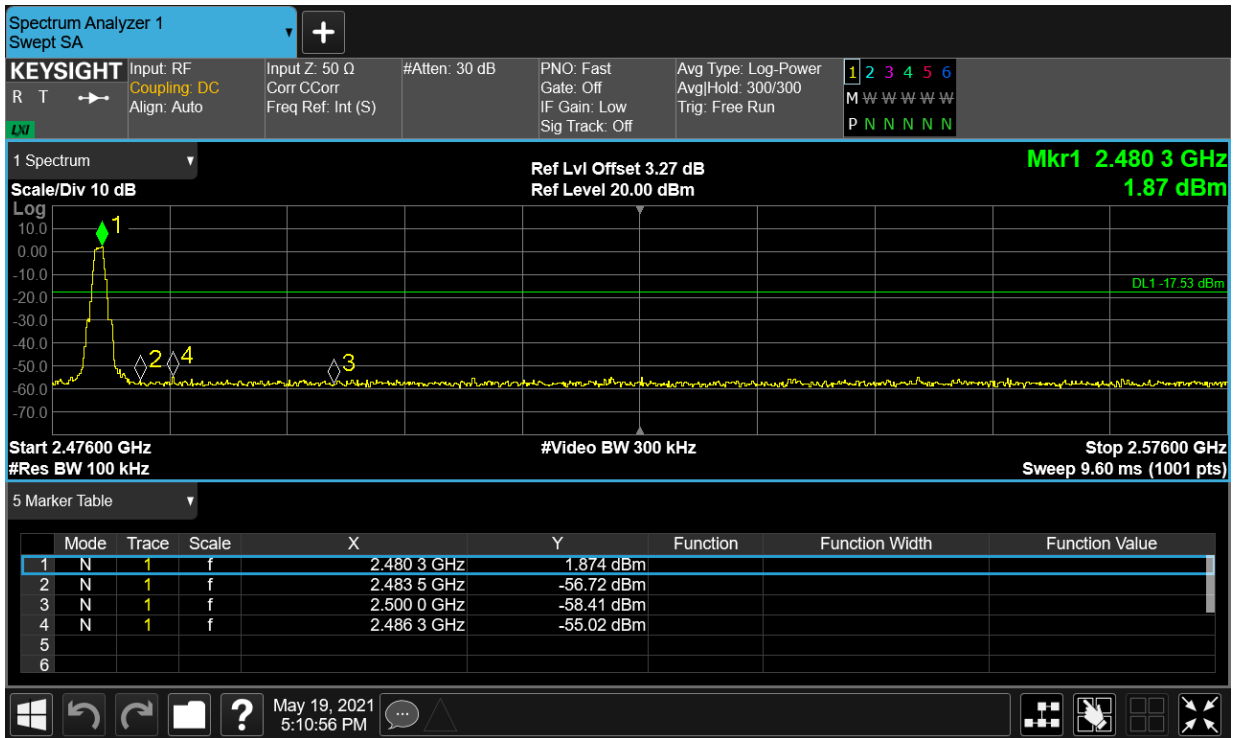 Spectrum Analyzer 1
Swept SA
+
KEYSIGHT
R T
LXI
Input: RF
Coupling: DC
Align: Auto
Input Z: 50 Ω
Corr CCorr
Freq Ref: Int (S)
#Atten: 30 dB
PNO: Fast
Gate: Off
IF Gain: Low
Sig Track: Off
Avg Type: Log-Power
Avg|Hold: 300/300
Trig: Free Run
1 2 3 4 5 6
M W W W W W
P N N N N N
1 Spectrum
Ref Lvl Offset 3.27 dB
Mkr1 2.480 3 GHz
Scale/Div 10 dB
Ref Level 20.00 dBm
1.87 dBm
Log
10.0
0.00
-10.0
-20.0
-30.0
-40.0
-50.0
-60.0
-70.0
1
DL1 -17.53 dBm
2 4 3
Start 2.47600 GHz
#Video BW 300 kHz
Stop 2.57600 GHz
#Res BW 100 kHz
Sweep 9.60 ms (1001 pts)
5 Marker Table
Mode Trace Scale X Y Function Function Width Function Value
1 N 1 f 2.480 3 GHz 1.874 dBm
2 N 1 f 2.483 5 GHz -56.72 dBm
3 N 1 f 2.500 0 GHz -58.41 dBm
4 N 1 f 2.486 3 GHz -55.02 dBm
5
6
?
May 19, 2021
5:10:56 PM